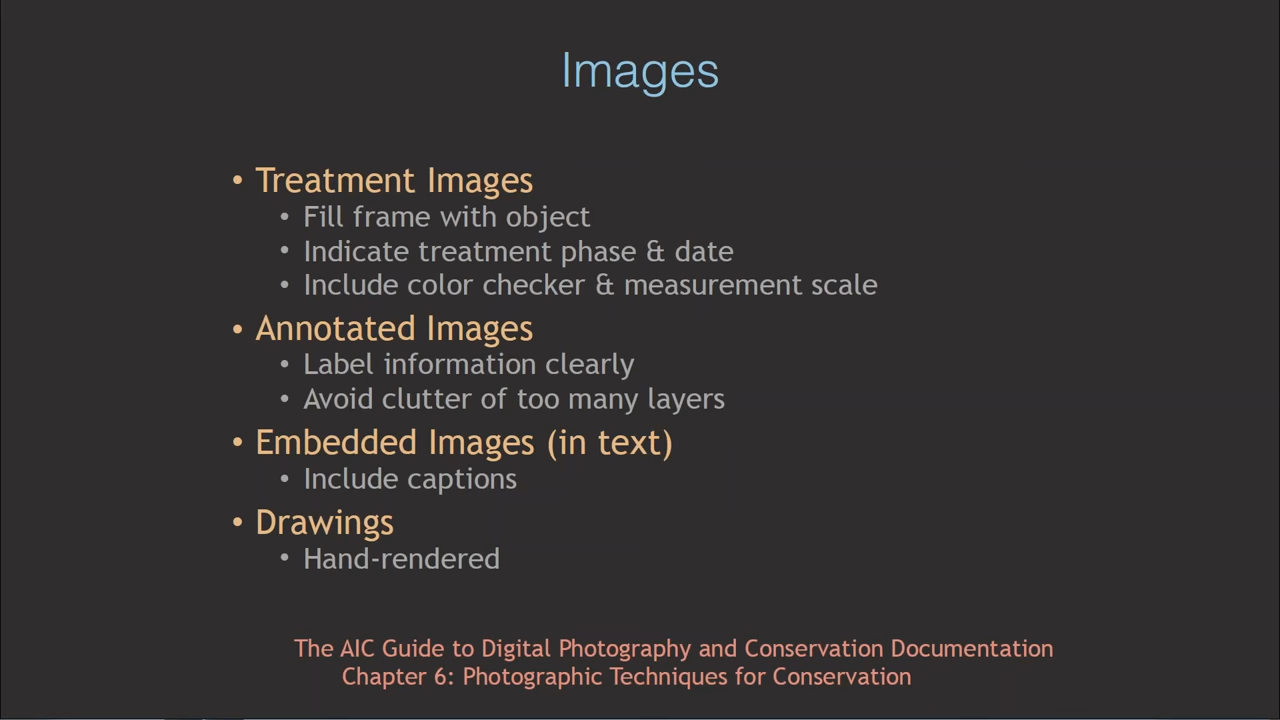 Images
• Treatment Images
• Fill frame with object
• Indicate treatment phase & date
• Include color checker & measurement scale
• Annotated Images
• Label information clearly
• Avoid clutter of too many layers
• Embedded Images (in text)
• Include captions
• Drawings
• Hand-rendered
The AIC Guide to Digital Photography and Conservation Documentation
Chapter 6: Photographic Techniques for Conservation